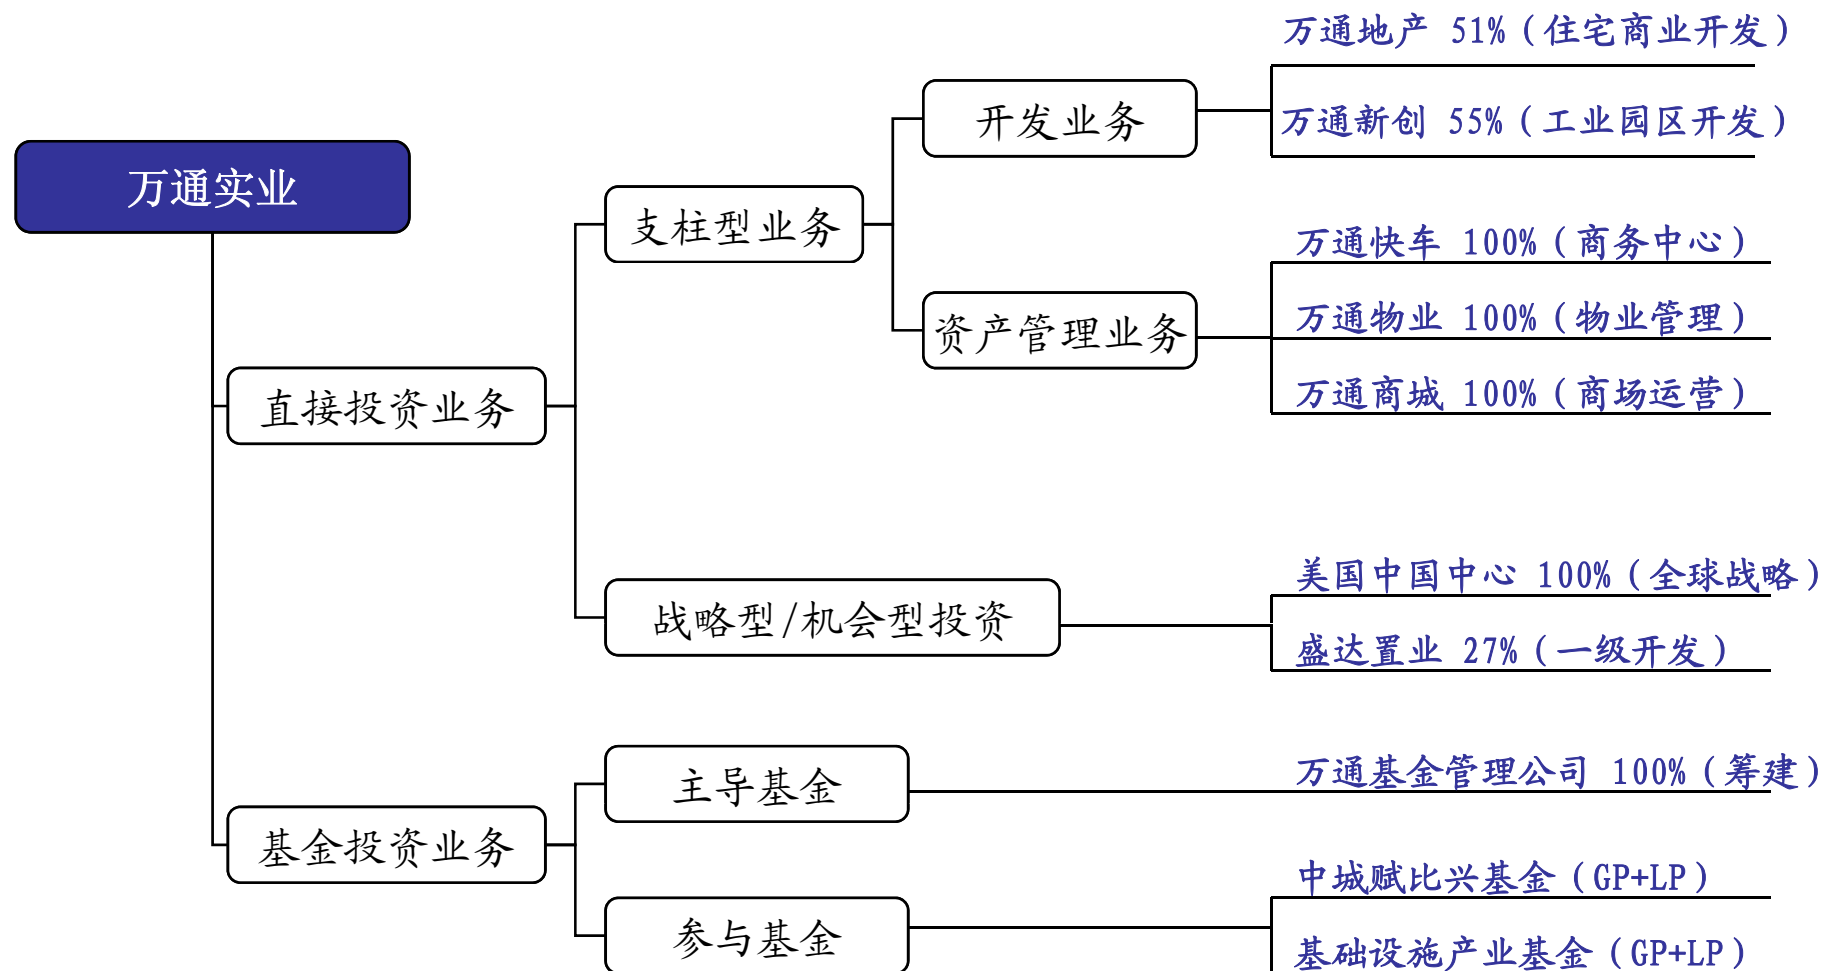 万通实业
直接投资业务
支柱型业务
开发业务
万通地产 51%（住宅商业开发）
万通新创 55%（工业园区开发）
资产管理业务
万通快车 100%（商务中心）
万通物业 100%（物业管理）
万通商城 100%（商场运营）
战略型/机会型投资
美国中国中心 100%（全球战略）
盛达置业 27%（一级开发）
基金投资业务
主导基金
万通基金管理公司 100%（筹建）
参与基金
中城赋比兴基金（GP+LP）
基础设施产业基金（GP+LP）